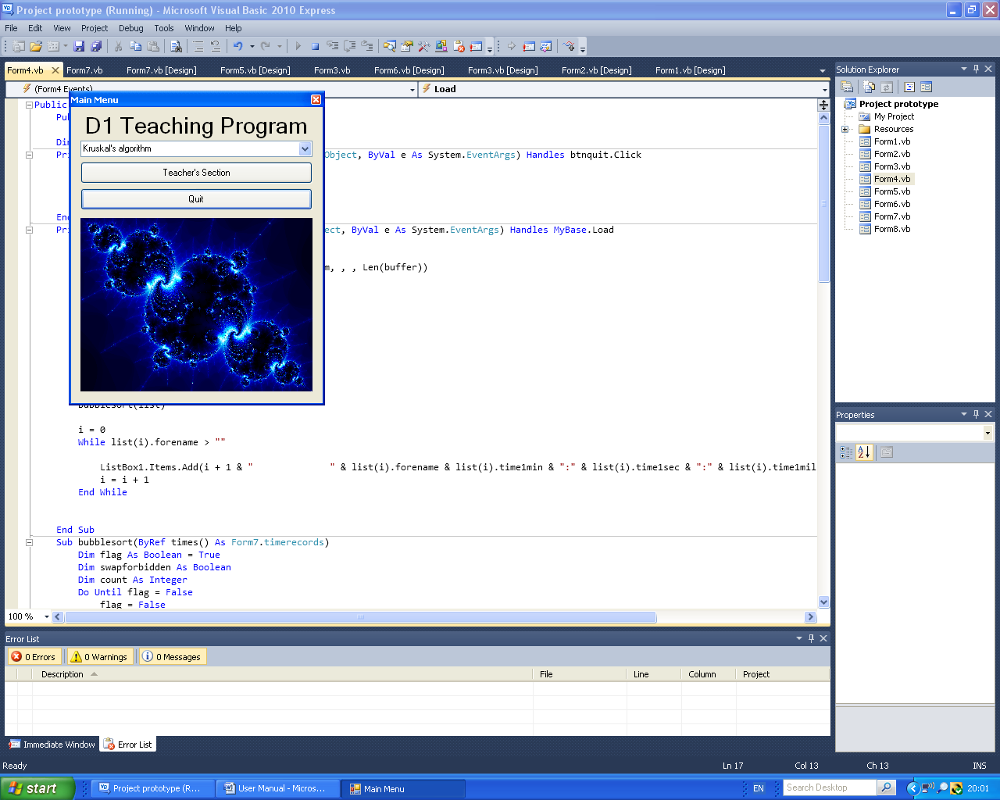 Project prototype (Running) - Microsoft Visual Basic 2010 Express
File Edit View Project Debug Tools Window Help
Form4.vb Form7.vb Form7.vb [Design] Form5.vb [Design] Form3.vb Form6.vb [Design] Form3.vb [Design] Form2.vb [Design] Form1.vb [Design]
(Form4 Events) Load
Main Menu
D1 Teaching Program
Kruskal's algorithm
Teacher's Section
Quit
Public
Pu
Dim
Pri Object, ByVal e As System.EventArgs) Handles btnquit.Click
End
Pri ect, ByVal e As System.EventArgs) Handles MyBase.Load
m, , , Len(buffer))
bubblesort(list)
i = 0
While list(i).forename > ""
ListBox1.Items.Add(i + 1 & " " & list(i).forename & list(i).time1min & ":" & list(i).time1sec & ":" & list(i).time1mil
i = i + 1
End While
End Sub
Sub bubblesort(ByRef times() As Form7.timerecords)
Dim flag As Boolean = True
Dim swapforbidden As Boolean
Dim count As Integer
Do Until flag = False
flag = False
100 %
Solution Explorer
Project prototype
My Project
Resources
Form1.vb
Form2.vb
Form3.vb
Form4.vb
Form5.vb
Form6.vb
Form7.vb
Form8.vb
Properties
Error List
0 Errors 0 Warnings 0 Messages
Description File Line Column Project
Immediate Window Error List
Ready Ln 17 Col 13 Ch 13 INS
start Project prototype (R... User Manual - Micros... Main Menu EN Search Desktop 20:01